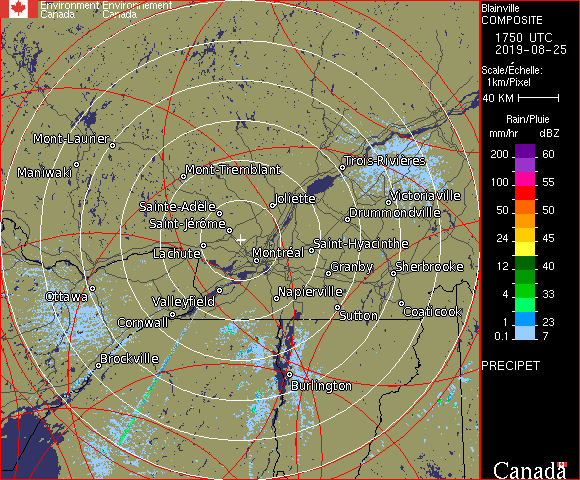 Environment Environnement
Canada Canada
Blainville
COMPOSITE
1750 UTC
2019-08-25
Scale/Échelle:
1km/Pixel
40 KM
Rain/Pluie
mm/hr dBZ
200 60
100 55
50 50
24 45
12 40
4 33
1 23
0.1 7
PRECIPET
Mont-Laurier
Maniwaki
Mont-Tremblant
Trois-Rivières
Joliette
Victoriaville
Sainte-Adèle
Drummondville
Saint-Jérôme
Saint-Hyacinthe
Lachute
Montréal
Granby
Sherbrooke
Ottawa
Valleyfield
Napierville
Cornwall
Sutton
Coaticook
Brockville
Burlington
Canada